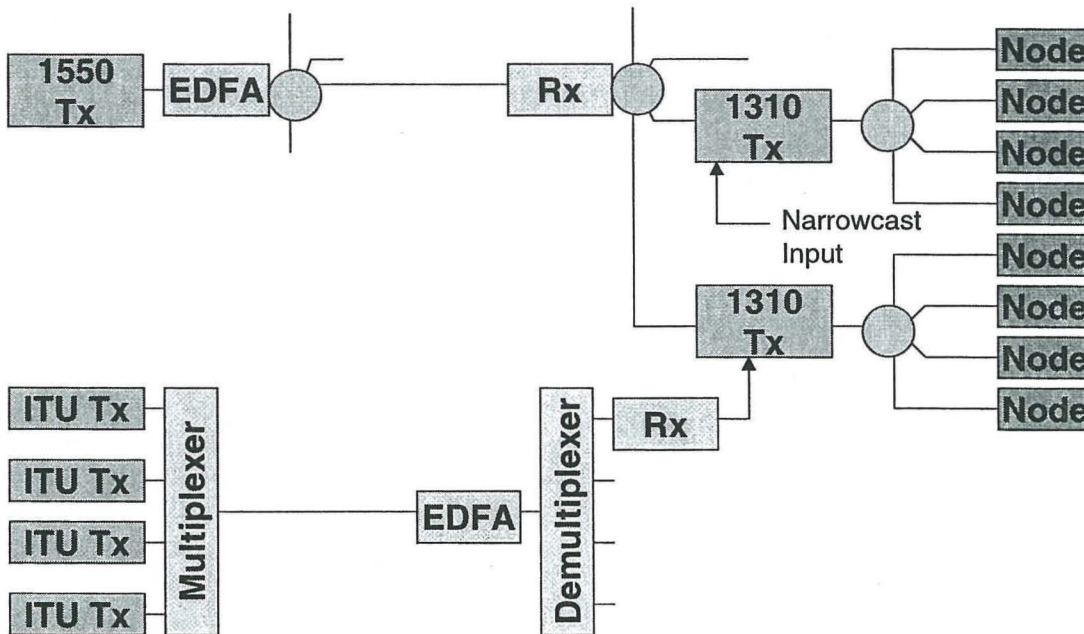 1550
Tx
EDFA
Rx
1310
Tx
Node
Node
Node
Node
Narrowcast
Input
1310
Tx
Node
Node
Node
Node
ITU Tx
ITU Tx
ITU Tx
ITU Tx
Multiplexer
EDFA
Demultiplexer
Rx